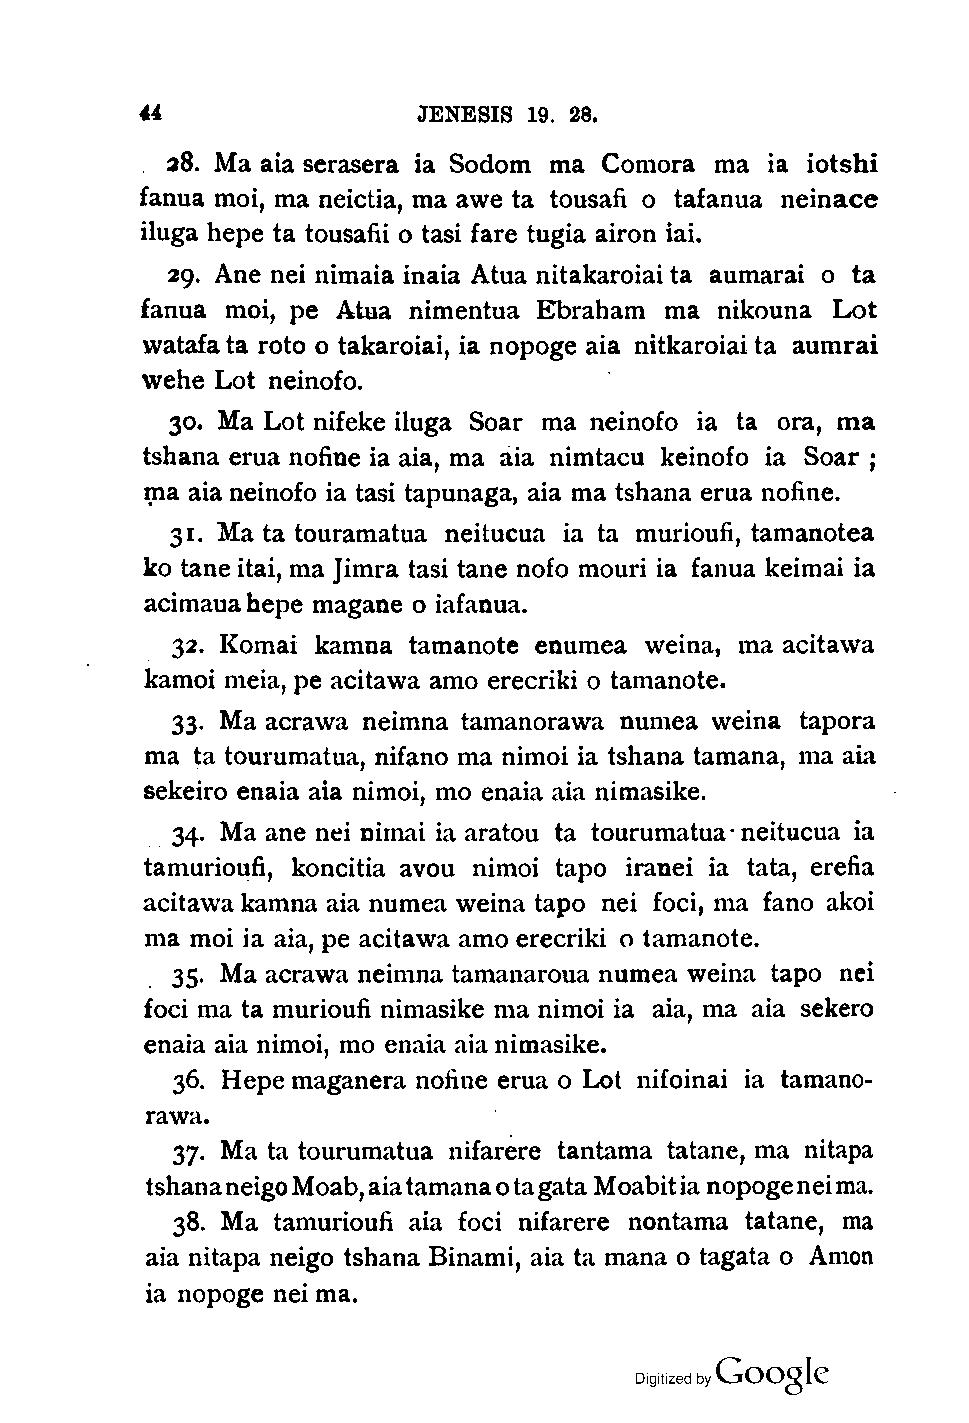 44 JENESIS 19. 28.
28. Ma aia serasera ia Sodom ma Comora ma ia iotshi
fanua moi, ma neictia, ma awe ta tousafi o tafanua neinace
iluga hepe ta tousafii o tasi fare tugia airon iai.
29. Ane nei nimaia inaia Atua nitakaroiai ta aumarai o ta
fanua moi, pe Atua nimentua Ebraham ma nikouna Lot
watafa ta roto o takaroiai, ia nopoge aia nitkaroiai ta aumrai
wehe Lot neinofo.
30. Ma Lot nifeke iluga Soar ma neinofo ia ta ora, ma
tshana erua nofine ia aia, ma aia nimtacu keinofo ia Soar ;
ma aia neinofo ia tasi tapunaga, aia ma tshana erua nofine.
31. Ma ta touramatua neitucua ia ta murioufi, tamanotea
ko tane itai, ma Jimra tasi tane nofo mouri ia fanua keimai ia
acimaua hepe magane o iafanua.
32. Komai kamna tamanote enumea weina, ma acitawa
kamoi meia, pe acitawa amo erecriki o tamanote.
33. Ma acrawa neimna tamanorawa numea weina tapora
ma ta tourumatua, nifano ma nimoi ia tshana tamana, ma aia
sekeiro enaia aia nimoi, mo enaia aia nimasike.
34. Ma ane nei nimai ia aratou ta tourumatua neitucua ia
tamurioufi, koncitia avou nimoi tapo iranei ia tata, erefia
acitawa kamna aia numea weina tapo nei foci, ma fano akoi
ma moi ia aia, pe acitawa amo erecriki o tamanote.
35. Ma acrawa neimna tamanaroua numea weina tapo nei
foci ma ta murioufi nimasike ma nimoi ia aia, ma aia sekero
enaia aia nimoi, mo enaia aia nimasike.
36. Hepe maganera nofine erua o Lot nifoinai ia tamano-
rawa.
37. Ma ta tourumatua nifarere tantama tatane, ma nitapa
tshana neigo Moab, aia tamana o ta gata Moabit ia nopoge nei ma.
38. Ma tamurioufi aia foci nifarere nontama tatane, ma
aia nitapa neigo tshana Binami, aia ta mana o tagata o Amon
ia nopoge nei ma.
Digitized by Google